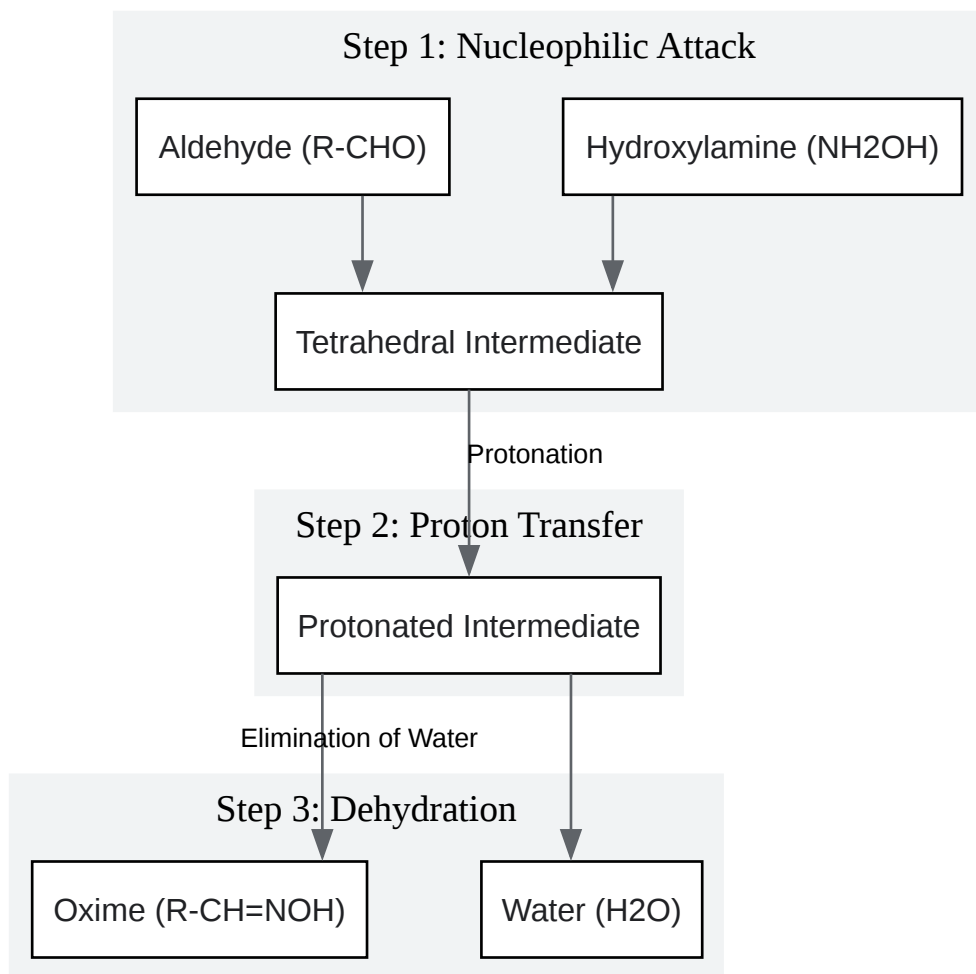 Step 1: Nucleophilic Attack
Aldehyde (R-CHO)
Hydroxylamine (NH2OH)
Tetrahedral Intermediate
Protonation
Step 2: Proton Transfer
Protonated Intermediate
Elimination of Water
Step 3: Dehydration
Oxime (R-CH=NOH)
Water (H2O)